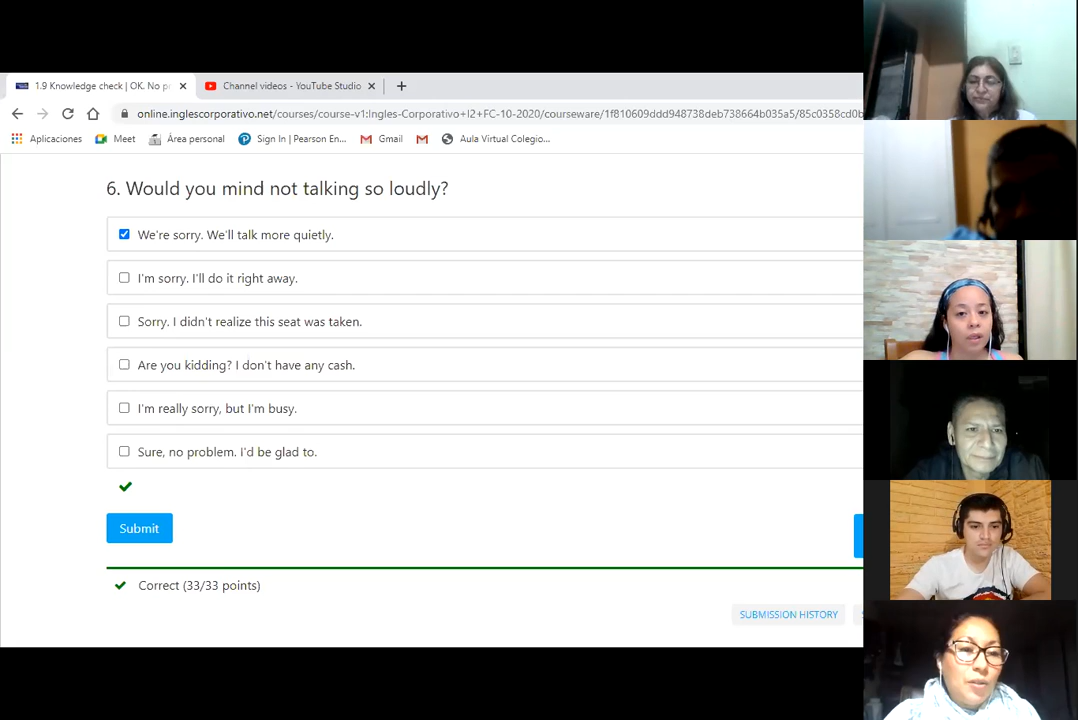 1.9 Knowledge check | OK. No pr
Channel videos - YouTube Studio
online.inglescorporativo.net/courses/course-v1:Ingles-Corporativo+I2+FC-10-2020/courseware/1f810609ddd948738deb738664b035a5/85c0358cd0b
Aplicaciones Meet Área personal Sign In | Pearson En... Gmail Aula Virtual Colegio...
6. Would you mind not talking so loudly?
We're sorry. We'll talk more quietly.
I'm sorry. I'll do it right away.
Sorry. I didn't realize this seat was taken.
Are you kidding? I don't have any cash.
I'm really sorry, but I'm busy.
Sure, no problem. I'd be glad to.
Submit
Correct (33/33 points)
SUBMISSION HISTORY